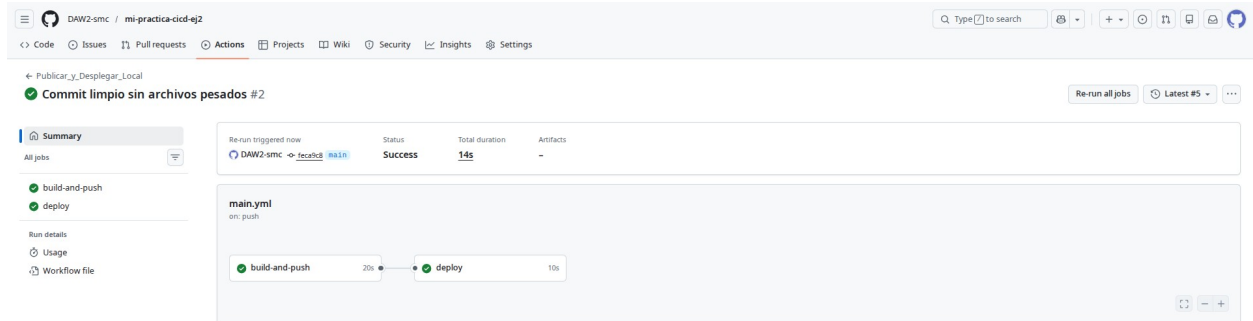 DAW2-smc / mi-practica-cicd-ej2
Type / to search
Code Issues Pull requests Actions Projects Wiki Security Insights Settings
← Publicar_y_Desplegar_Local
Commit limpio sin archivos pesados #2
Re-run all jobs Latest #5
Summary
All jobs
build-and-push
deploy
Run details
Usage
Workflow file
Re-run triggered now Status Total duration Artifacts
DAW2-smc feca9c8 main Success 14s –
main.yml
on: push
build-and-push 20s deploy 10s